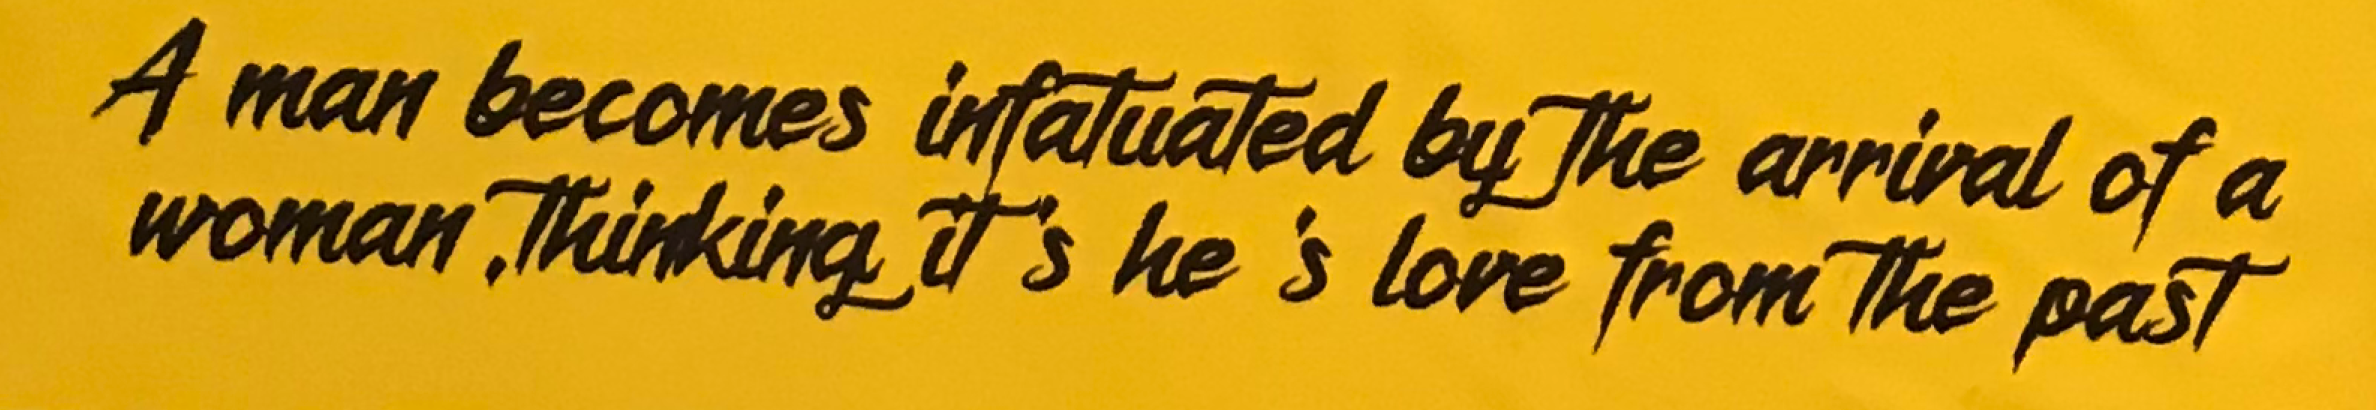 A man becomes infatuated by the arrival of a
woman, thinking it's he 's love from the past